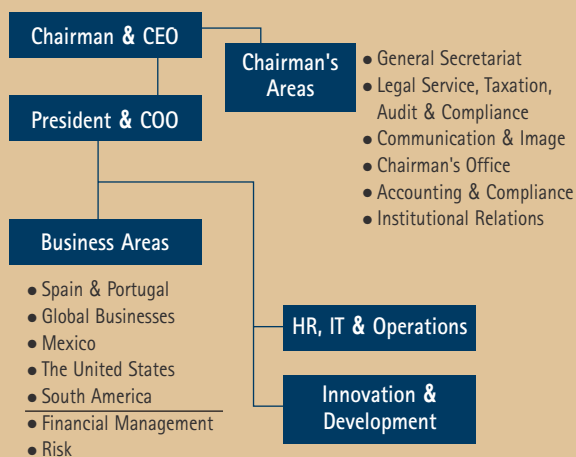 Chairman & CEO
Chairman's
Areas
• General Secretariat
• Legal Service, Taxation,
Audit & Compliance
• Communication & Image
• Chairman's Office
• Accounting & Compliance
• Institutional Relations
President & COO
Business Areas
• Spain & Portugal
• Global Businesses
• Mexico
• The United States
• South America
• Financial Management
• Risk
HR, IT & Operations
Innovation &
Development